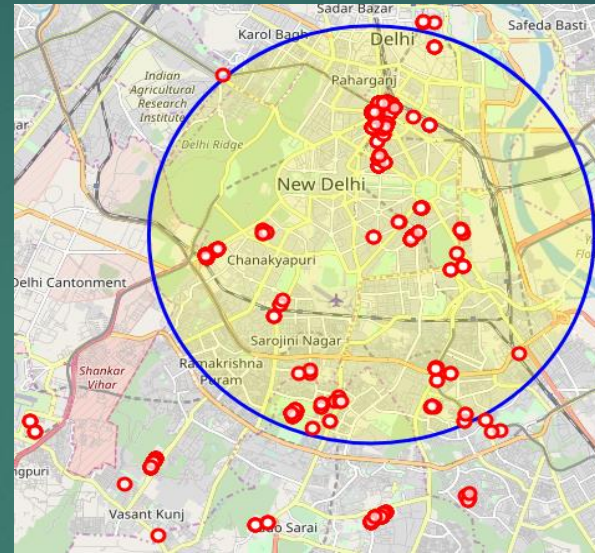 Sadar Bazar
Karol Bagh
Delhi
Safeda Basti
Paharganj
Indian
Agricultural
Research
Institute
Delhi Ridge
New Delhi
Chanakyapuri
Delhi Cantonment
Sarojini Nagar
Shankar
Vihar
Ramakrishna
Puram
Vasant Kunj
Sarai